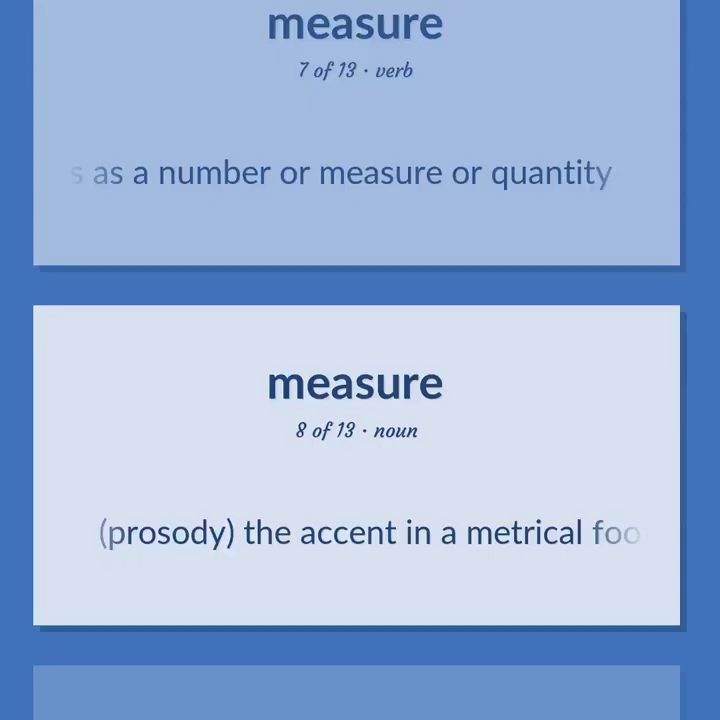 measure
7 of 13 · verb
s as a number or measure or quantity
measure
8 of 13 · noun
(prosody) the accent in a metrical foo